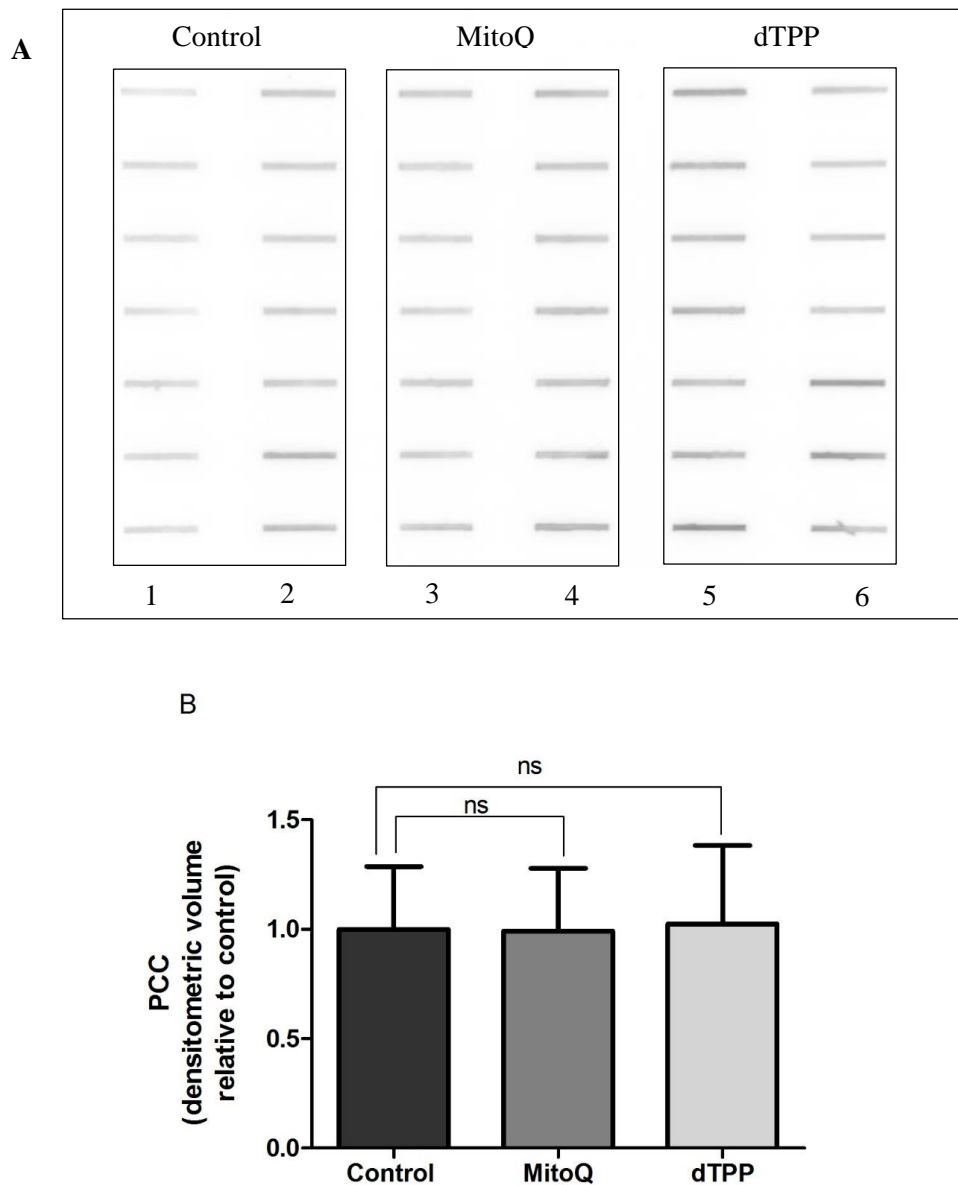 A
Control MitoQ dTPP
1 2 3 4 5 6
B
ns
ns
1.5
1.0
0.5
0.0
PCC
(densitometric volume
relative to control)
Control MitoQ dTPP